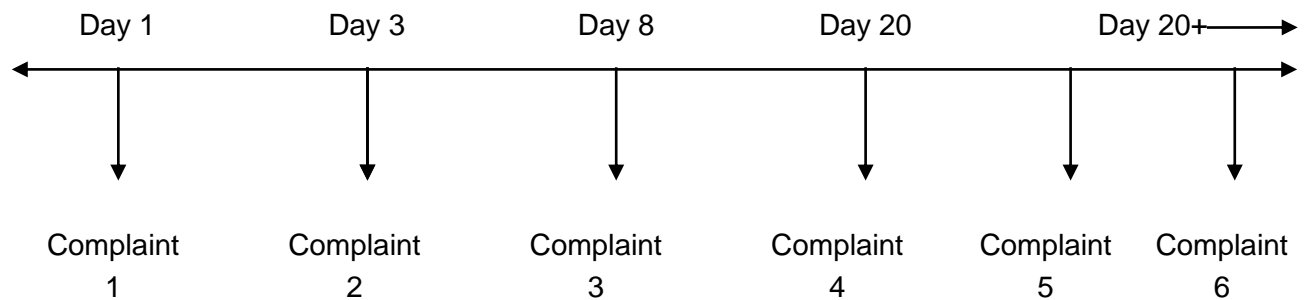 Day 1 Day 3 Day 8 Day 20 Day 20+
Complaint Complaint Complaint Complaint Complaint Complaint
1 2 3 4 5 6